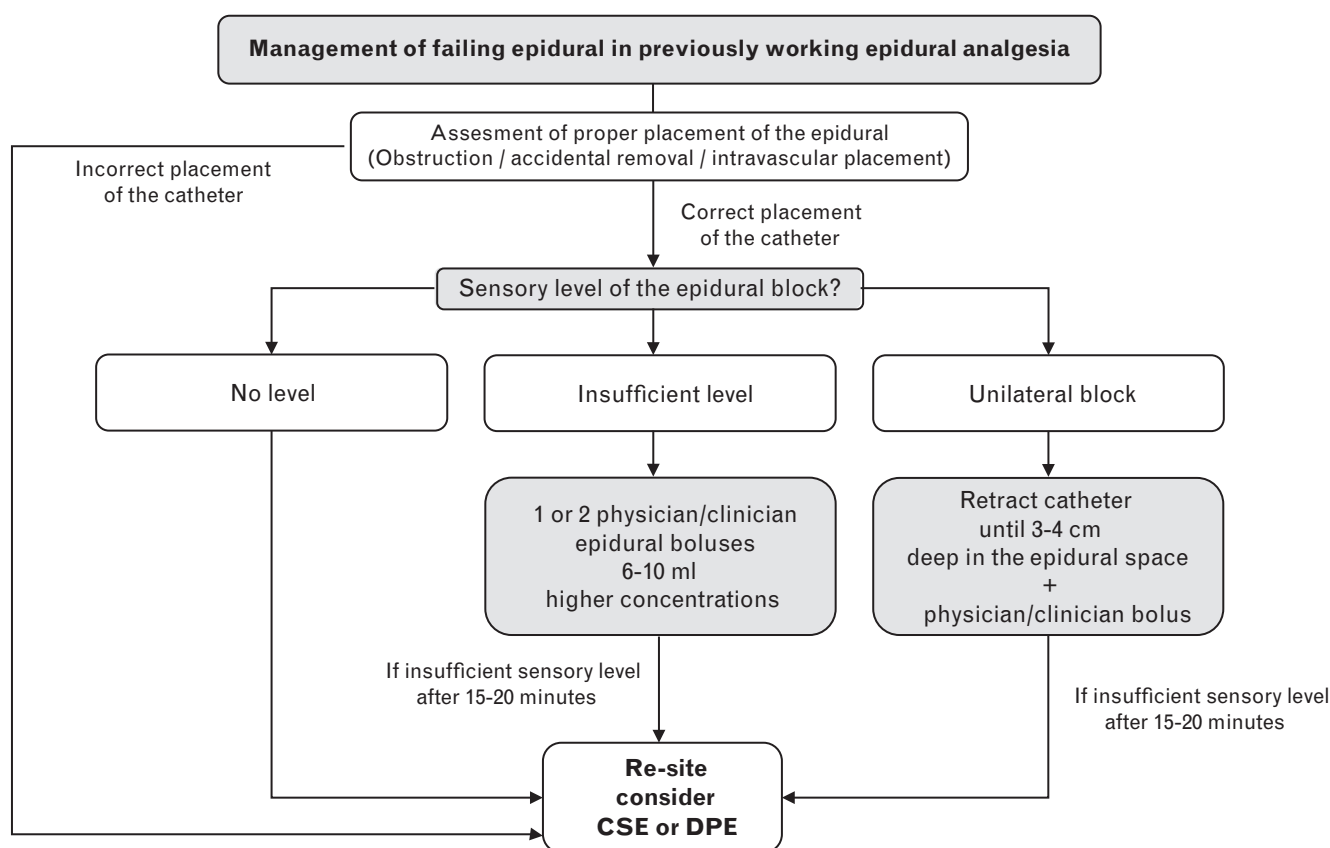 Management of failing epidural in previously working epidural analgesia
Assesment of proper placement of the epidural
(Obstruction / accidental removal / intravascular placement)
Incorrect placement
of the catheter
Correct placement
of the catheter
Sensory level of the epidural block?
No level
Insufficient level
Unilateral block
1 or 2 physician/clinician
epidural boluses
6-10 ml
higher concentrations
Retract catheter
until 3-4 cm
deep in the epidural space
+
physician/clinician bolus
If insufficient sensory level
after 15-20 minutes
If insufficient sensory level
after 15-20 minutes
Re-site
consider
CSE or DPE